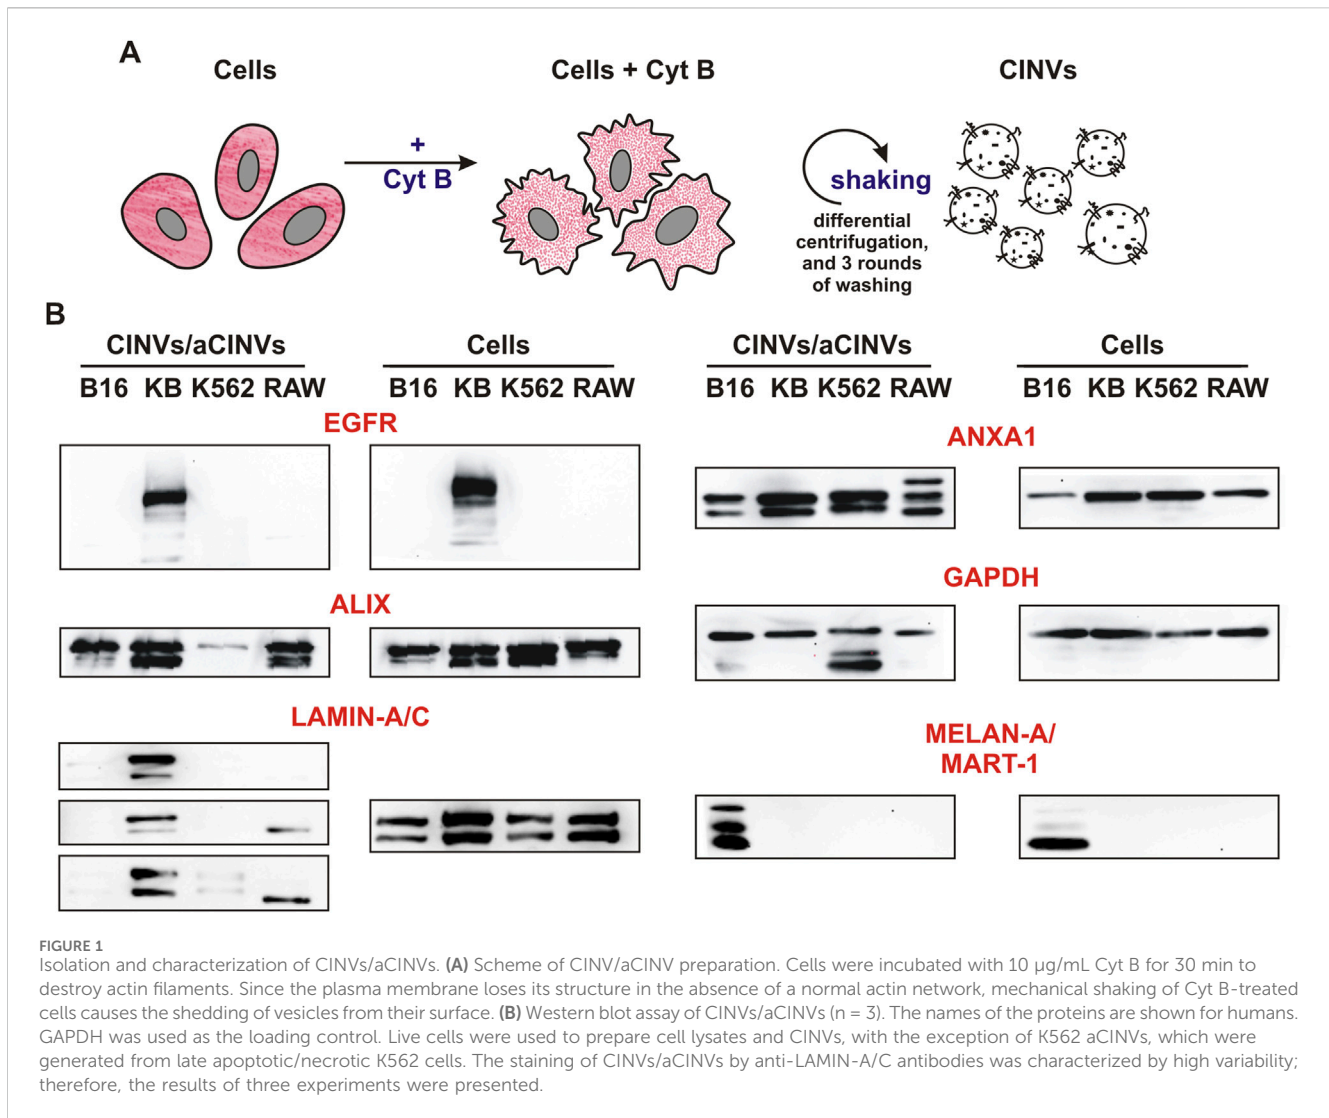 A
Cells
Cells + Cyt B
CINVs
+
Cyt B
shaking
differential
centrifugation,
and 3 rounds
of washing
B
CINVs/aCINVs
Cells
B16 KB K562 RAW
B16 KB K562 RAW
EGFR
ALIX
LAMIN-A/C
CINVs/aCINVs
Cells
B16 KB K562 RAW
B16 KB K562 RAW
ANXA1
GAPDH
MELAN-A/
MART-1
FIGURE 1
Isolation and characterization of CINVs/aCINVs. (A) Scheme of CINV/aCINV preparation. Cells were incubated with 10 µg/mL Cyt B for 30 min to
destroy actin filaments. Since the plasma membrane loses its structure in the absence of a normal actin network, mechanical shaking of Cyt B-treated
cells causes the shedding of vesicles from their surface. (B) Western blot assay of CINVs/aCINVs (n = 3). The names of the proteins are shown for humans.
GAPDH was used as the loading control. Live cells were used to prepare cell lysates and CINVs, with the exception of K562 aCINVs, which were
generated from late apoptotic/necrotic K562 cells. The staining of CINVs/aCINVs by anti-LAMIN-A/C antibodies was characterized by high variability;
therefore, the results of three experiments were presented.